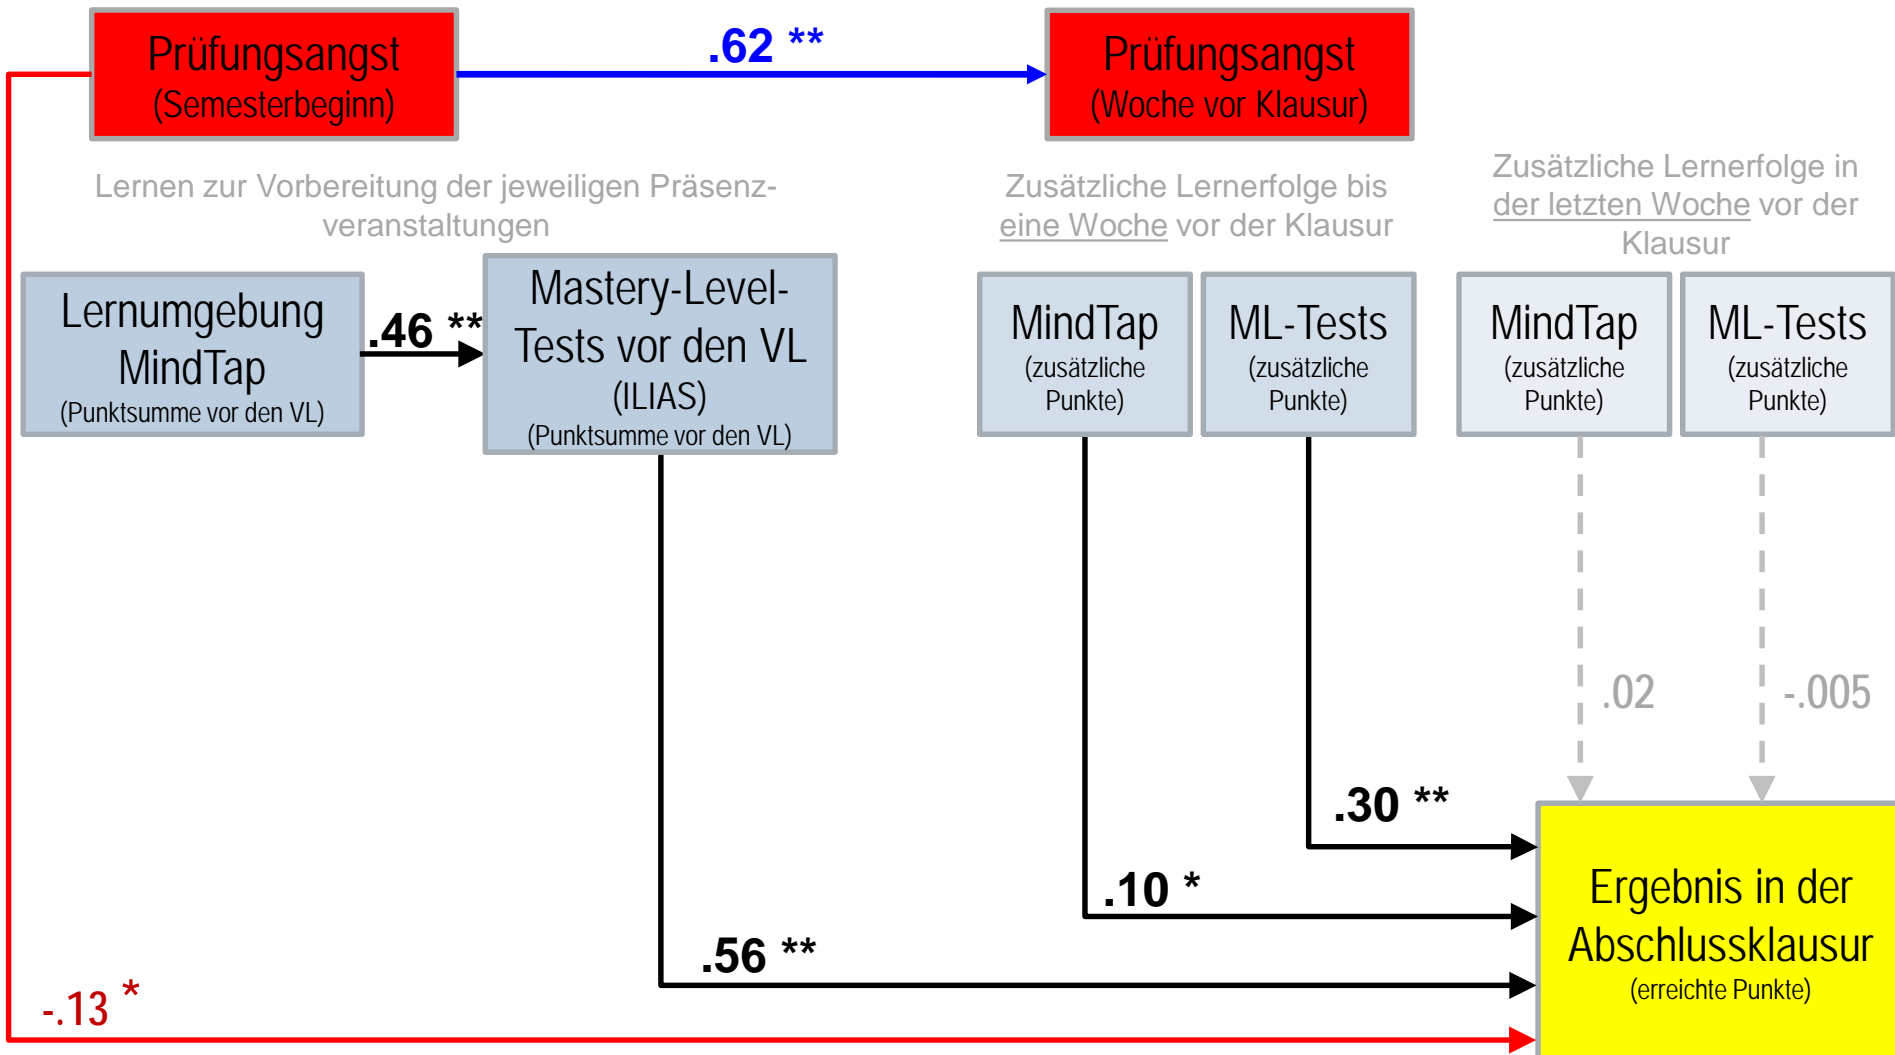 Prüfungsangst
(Semesterbeginn)
.62 **
Prüfungsangst
(Woche vor Klausur)
Lernen zur Vorbereitung der jeweiligen Präsenz-
veranstaltungen
Zusätzliche Lernerfolge bis
eine Woche vor der Klausur
Zusätzliche Lernerfolge in
der letzten Woche vor der
Klausur
Lernumgebung
MindTap
(Punktsumme vor den VL)
.46 **
Mastery-Level-
Tests vor den VL
(ILIAS)
(Punktsumme vor den VL)
MindTap
(zusätzliche
Punkte)
ML-Tests
(zusätzliche
Punkte)
MindTap
(zusätzliche
Punkte)
ML-Tests
(zusätzliche
Punkte)
.02
-.005
.30 **
.10 *
.56 **
-.13 *
Ergebnis in der
Abschlussklausur
(erreichte Punkte)